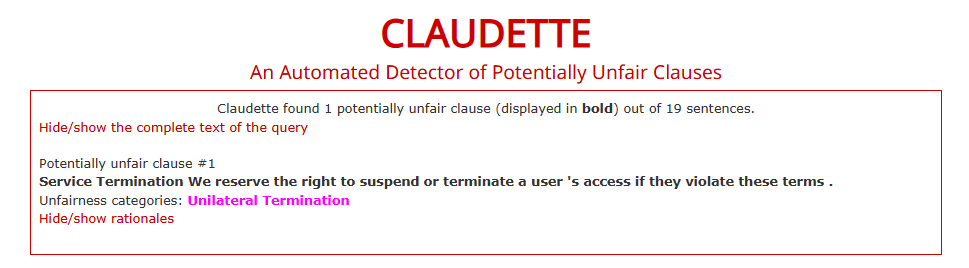 CLAUDETTE
An Automated Detector of Potentially Unfair Clauses
Claudette found 1 potentially unfair clause (displayed in bold) out of 19 sentences.
Hide/show the complete text of the query
Potentially unfair clause #1
Service Termination We reserve the right to suspend or terminate a user 's access if they violate these terms .
Unfairness categories: Unilateral Termination
Hide/show rationales